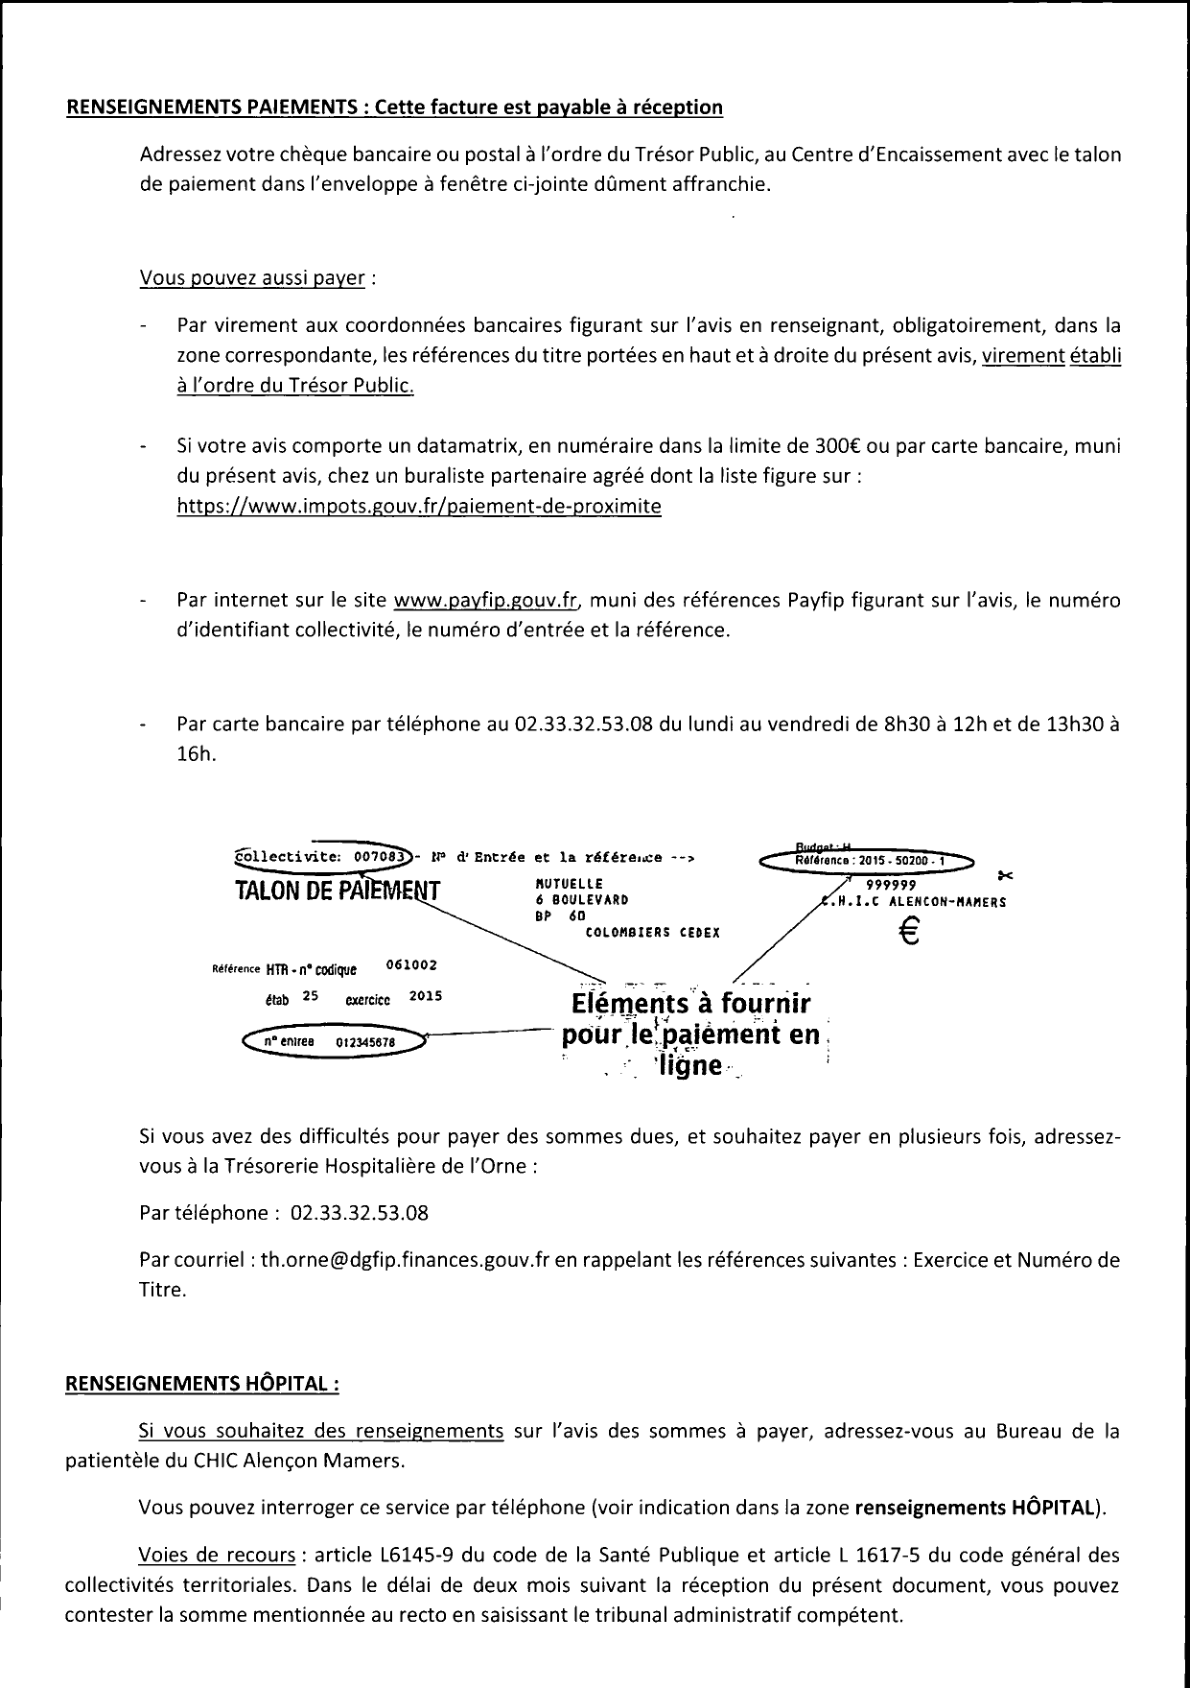 RENSEIGNEMENTS PAIEMENTS : Cette facture est payable à réception
Adressez votre chèque bancaire ou postal à l'ordre du Trésor Public, au Centre d'Encaissement avec le talon
de paiement dans l'enveloppe à fenêtre ci-jointe dûment affranchie.
Vous pouvez aussi payer :
- Par virement aux coordonnées bancaires figurant sur l'avis en renseignant, obligatoirement, dans la
zone correspondante, les références du titre portées en haut et à droite du présent avis, virement établi
à l'ordre du Trésor Public.
- Si votre avis comporte un datamatrix, en numéraire dans la limite de 300€ ou par carte bancaire, muni
du présent avis, chez un buraliste partenaire agréé dont la liste figure sur :
https://www.impots.gouv.fr/paiement-de-proximite
- Par internet sur le site www.payfip.gouv.fr, muni des références Payfip figurant sur l'avis, le numéro
d'identifiant collectivité, le numéro d'entrée et la référence.
- Par carte bancaire par téléphone au 02.33.32.53.08 du lundi au vendredi de 8h30 à 12h et de 13h30 à
16h.
Budget : H
Collectivite: 007083 - N° d'Entrée et la référence --> Référence : 2015 - 50200 - 1
TALON DE PAIEMENT MUTUELLE 999999
6 BOULEVARD C.H.I.C ALENCON-MAMERS
BP 60 €
COLOMBIERS CEDEX
Référence HTR - n° codique 061002
étab 25 exercice 2015 Eléments à fournir
n° entree 012345678 pour le paiement en
ligne
Si vous avez des difficultés pour payer des sommes dues, et souhaitez payer en plusieurs fois, adressez-
vous à la Trésorerie Hospitalière de l'Orne :
Par téléphone : 02.33.32.53.08
Par courriel : th.orne@dgfip.finances.gouv.fr en rappelant les références suivantes : Exercice et Numéro de
Titre.
RENSEIGNEMENTS HÔPITAL :
Si vous souhaitez des renseignements sur l'avis des sommes à payer, adressez-vous au Bureau de la
patientèle du CHIC Alençon Mamers.
Vous pouvez interroger ce service par téléphone (voir indication dans la zone renseignements HÔPITAL).
Voies de recours : article L6145-9 du code de la Santé Publique et article L 1617-5 du code général des
collectivités territoriales. Dans le délai de deux mois suivant la réception du présent document, vous pouvez
contester la somme mentionnée au recto en saisissant le tribunal administratif compétent.